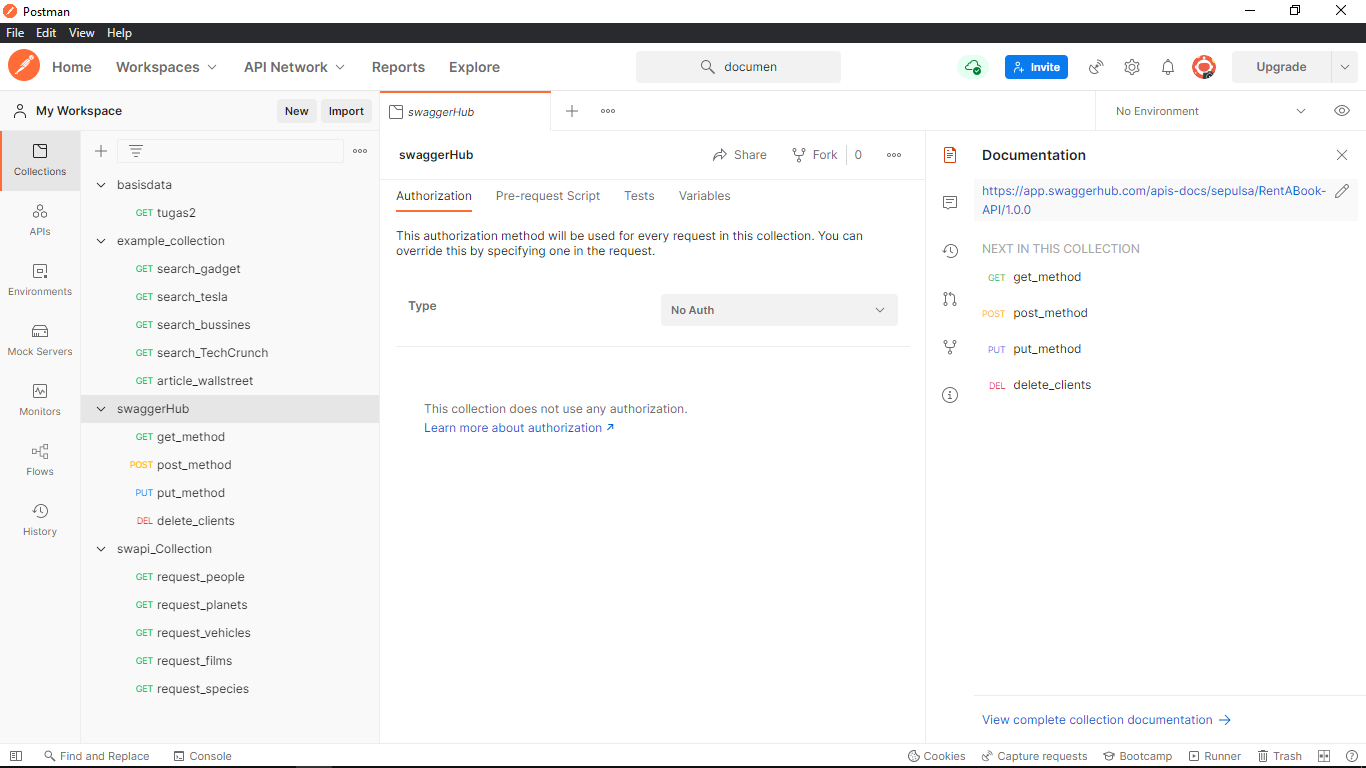 Postman
File Edit View Help
Home Workspaces API Network Reports Explore
documen
Invite
Upgrade
My Workspace
New Import
swaggerHub
No Environment
Collections
APIs
Environments
Mock Servers
Monitors
Flows
History
basisdata
GET tugas2
example_collection
GET search_gadget
GET search_tesla
GET search_bussines
GET search_TechCrunch
GET article_wallstreet
swaggerHub
GET get_method
POST post_method
PUT put_method
DEL delete_clients
swapi_Collection
GET request_people
GET request_planets
GET request_vehicles
GET request_films
GET request_species
swaggerHub
Share Fork 0
Authorization Pre-request Script Tests Variables
This authorization method will be used for every request in this collection. You can
override this by specifying one in the request.
Type No Auth
This collection does not use any authorization.
Learn more about authorization
Documentation
https://app.swaggerhub.com/apis-docs/sepulsa/RentABook-
API/1.0.0
NEXT IN THIS COLLECTION
GET get_method
POST post_method
PUT put_method
DEL delete_clients
View complete collection documentation
Find and Replace Console
Cookies Capture requests Bootcamp Runner Trash